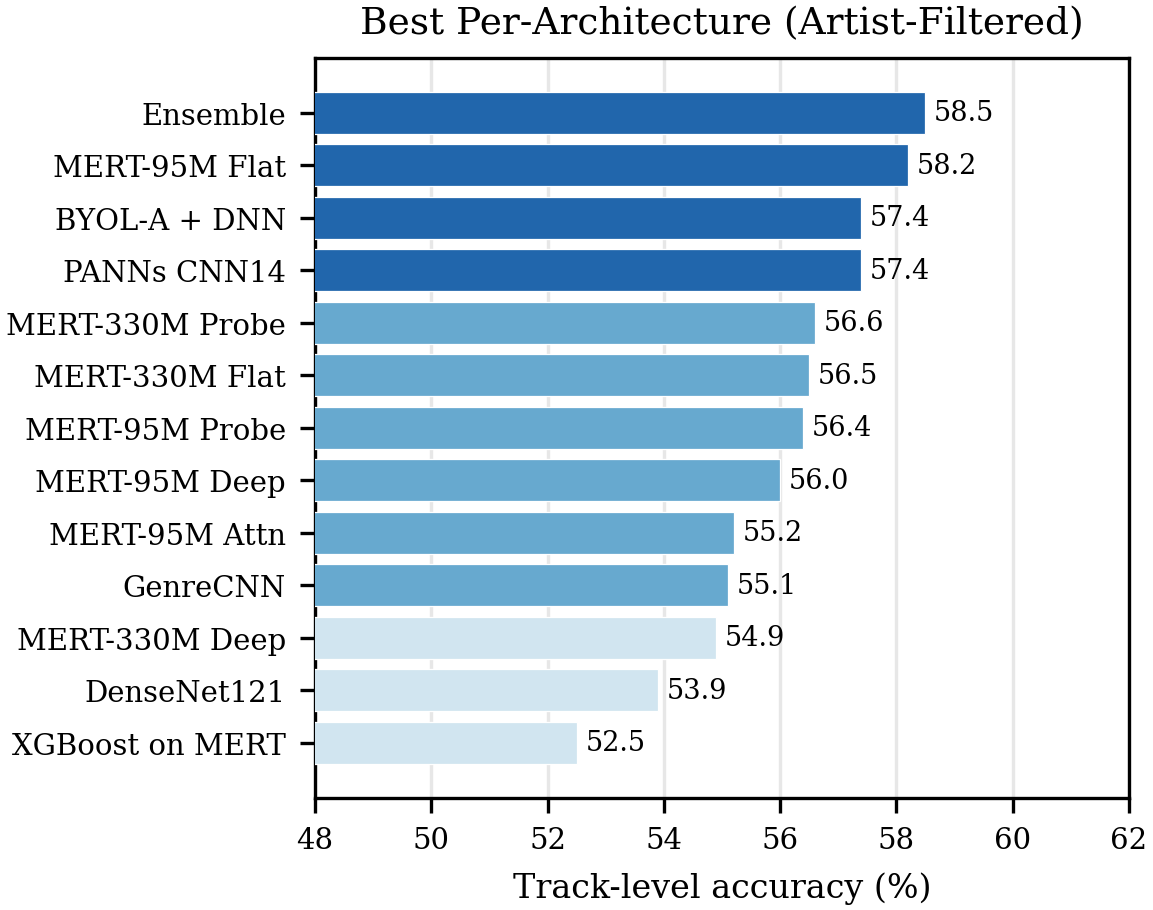 Best Per-Architecture (Artist-Filtered)
Ensemble 58.5
MERT-95M Flat 58.2
BYOL-A + DNN 57.4
PANNs CNN14 57.4
MERT-330M Probe 56.6
MERT-330M Flat 56.5
MERT-95M Probe 56.4
MERT-95M Deep 56.0
MERT-95M Attn 55.2
GenreCNN 55.1
MERT-330M Deep 54.9
DenseNet121 53.9
XGBoost on MERT 52.5
48 50 52 54 56 58 60 62
Track-level accuracy (%)